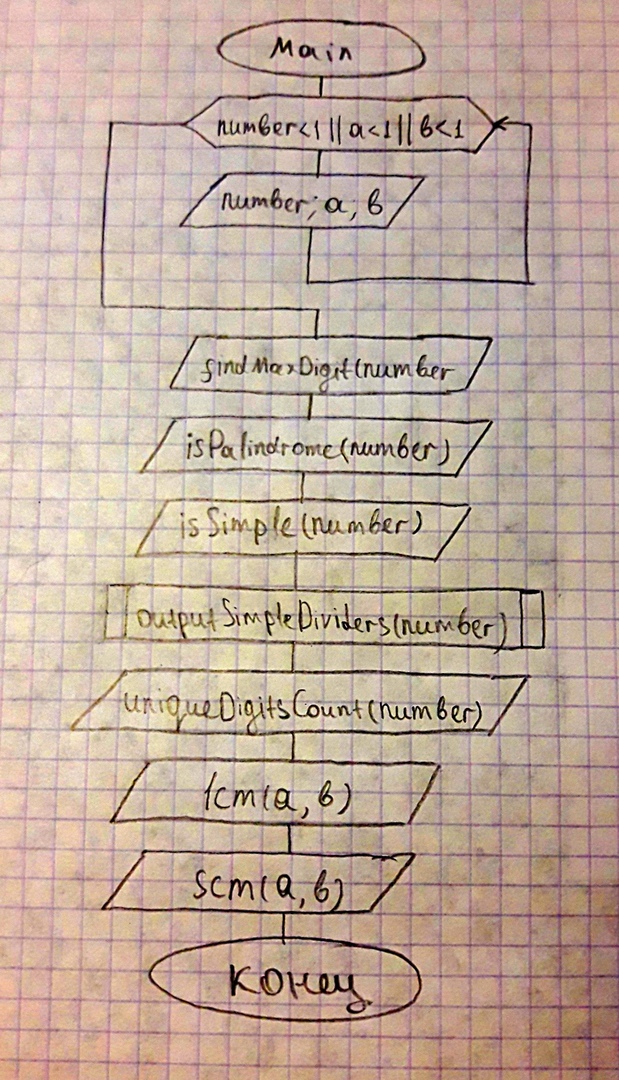 Main
number<1 || a<1 || b<1
number; a; b
findMaxDigit(number
isPalindrome(number)
isSimple(number)
outputSimpleDividers(number)
uniqueDigitsCount(number)
lcm(a, b)
scm(a, b)
Конец